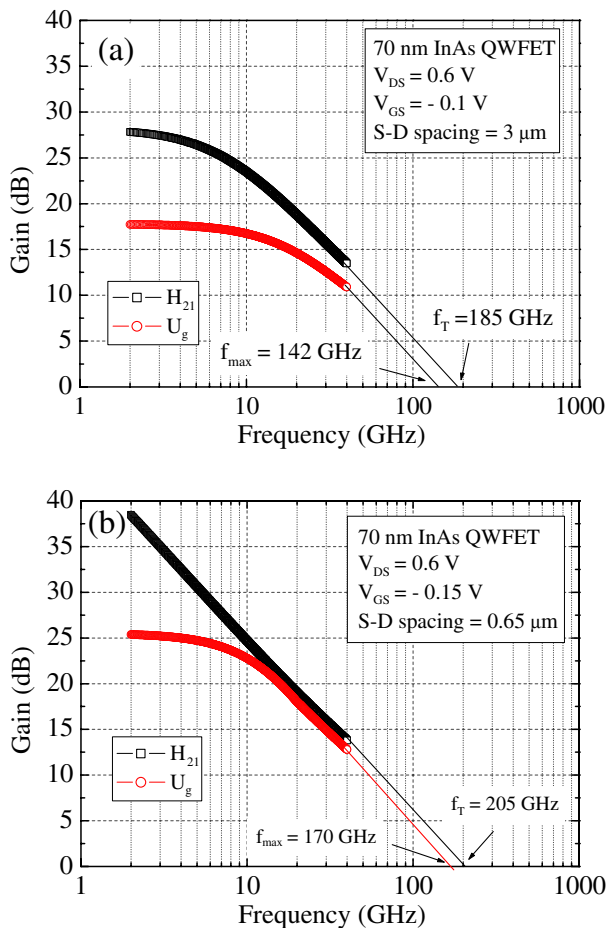 (a)
70 nm InAs QWFET
V_DS = 0.6 V
V_GS = - 0.1 V
S-D spacing = 3 μm
40
35
30
25
20
15
10
5
0
Gain (dB)
H_21
U_g
f_T =185 GHz
f_max = 142 GHz
1 10 100 1000
Frequency (GHz)
(b)
70 nm InAs QWFET
V_DS = 0.6 V
V_GS = - 0.15 V
S-D spacing = 0.65 μm
40
35
30
25
20
15
10
5
0
Gain (dB)
H_21
U_g
f_T = 205 GHz
f_max = 170 GHz
1 10 100 1000
Frequency (GHz)